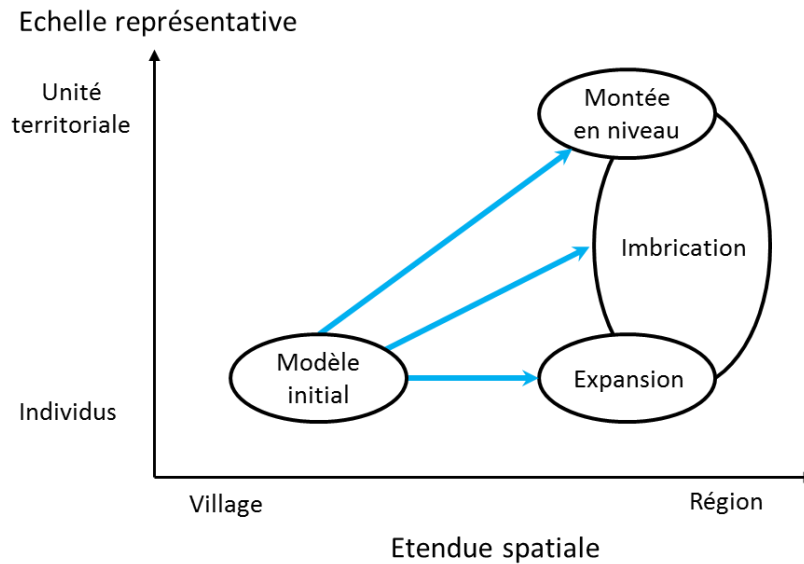 Echelle représentative
Unité
territoriale
Montée
en niveau
Imbrication
Modèle
initial
Expansion
Individus
Village
Région
Etendue spatiale